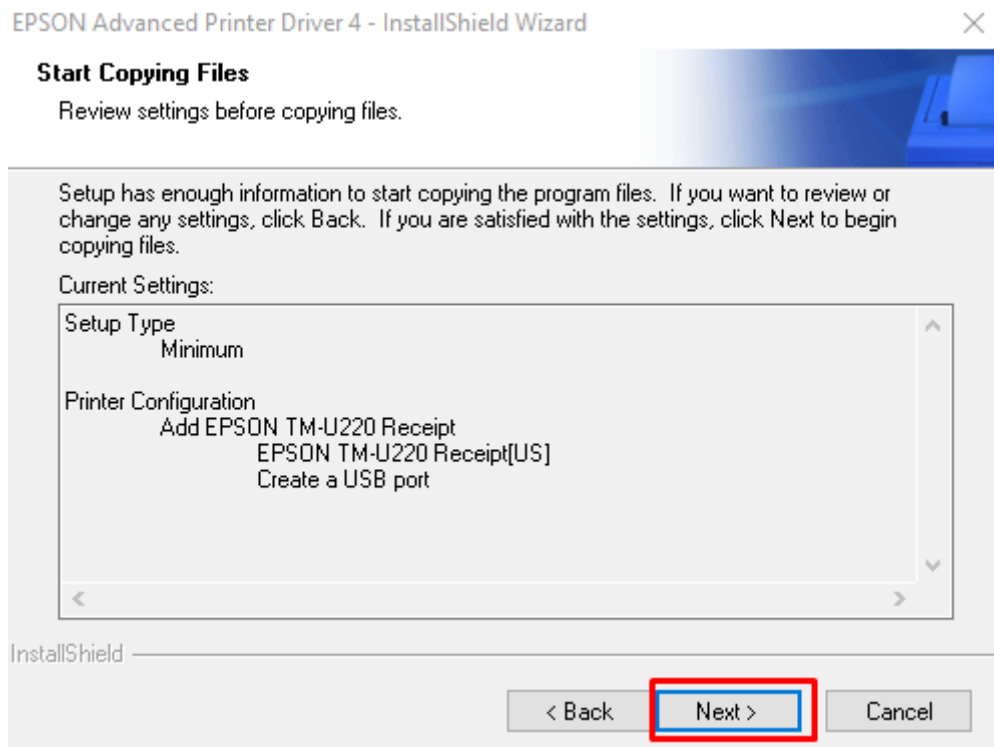 EPSON Advanced Printer Driver 4 - InstallShield Wizard
Start Copying Files
Review settings before copying files.
Setup has enough information to start copying the program files. If you want to review or
change any settings, click Back. If you are satisfied with the settings, click Next to begin
copying files.
Current Settings:
Setup Type
Minimum
Printer Configuration
Add EPSON TM-U220 Receipt
EPSON TM-U220 Receipt[US]
Create a USB port
InstallShield
< Back
Next >
Cancel